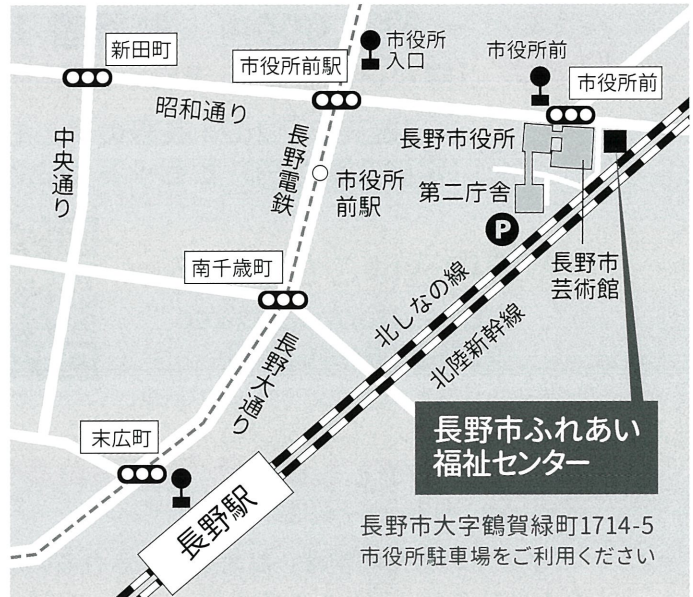 新田町
市役所前駅
市役所
入口
市役所前
市役所前
昭和通り
中央通り
長野電鉄
市役所
前駅
長野市役所
第二庁舎
P
長野市
芸術館
南千歳町
北しなの線
北陸新幹線
長野大通り
末広町
長野駅
長野市ふれあい
福祉センター
長野市大字鶴賀緑町1714-5
市役所駐車場をご利用ください